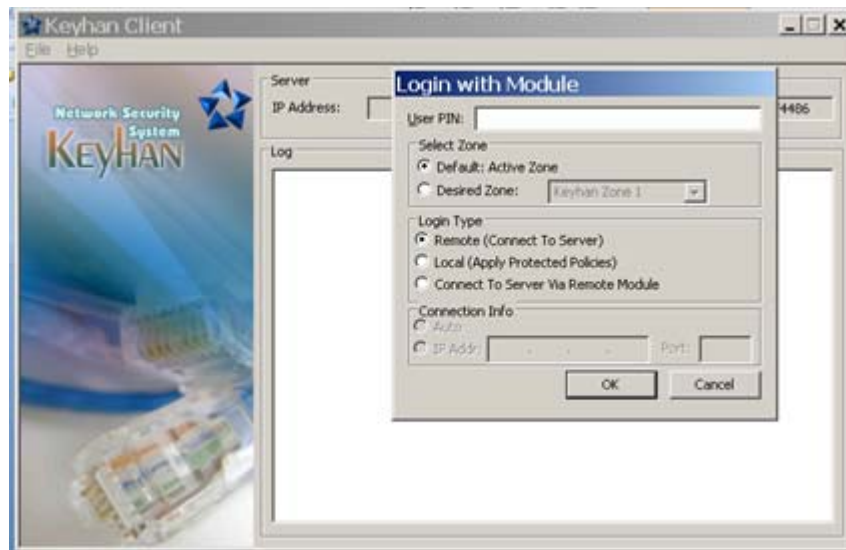 Keyhan Client
File Help
Network Security
System
KEYHAN
Server
IP Address:
4486
Log
Login with Module
User PIN:
Select Zone
Default: Active Zone
Desired Zone: Keyhan Zone 1
Login Type
Remote (Connect To Server)
Local (Apply Protected Policies)
Connect To Server Via Remote Module
Connection Info
Auto
IP Addr: . . . Port:
OK Cancel